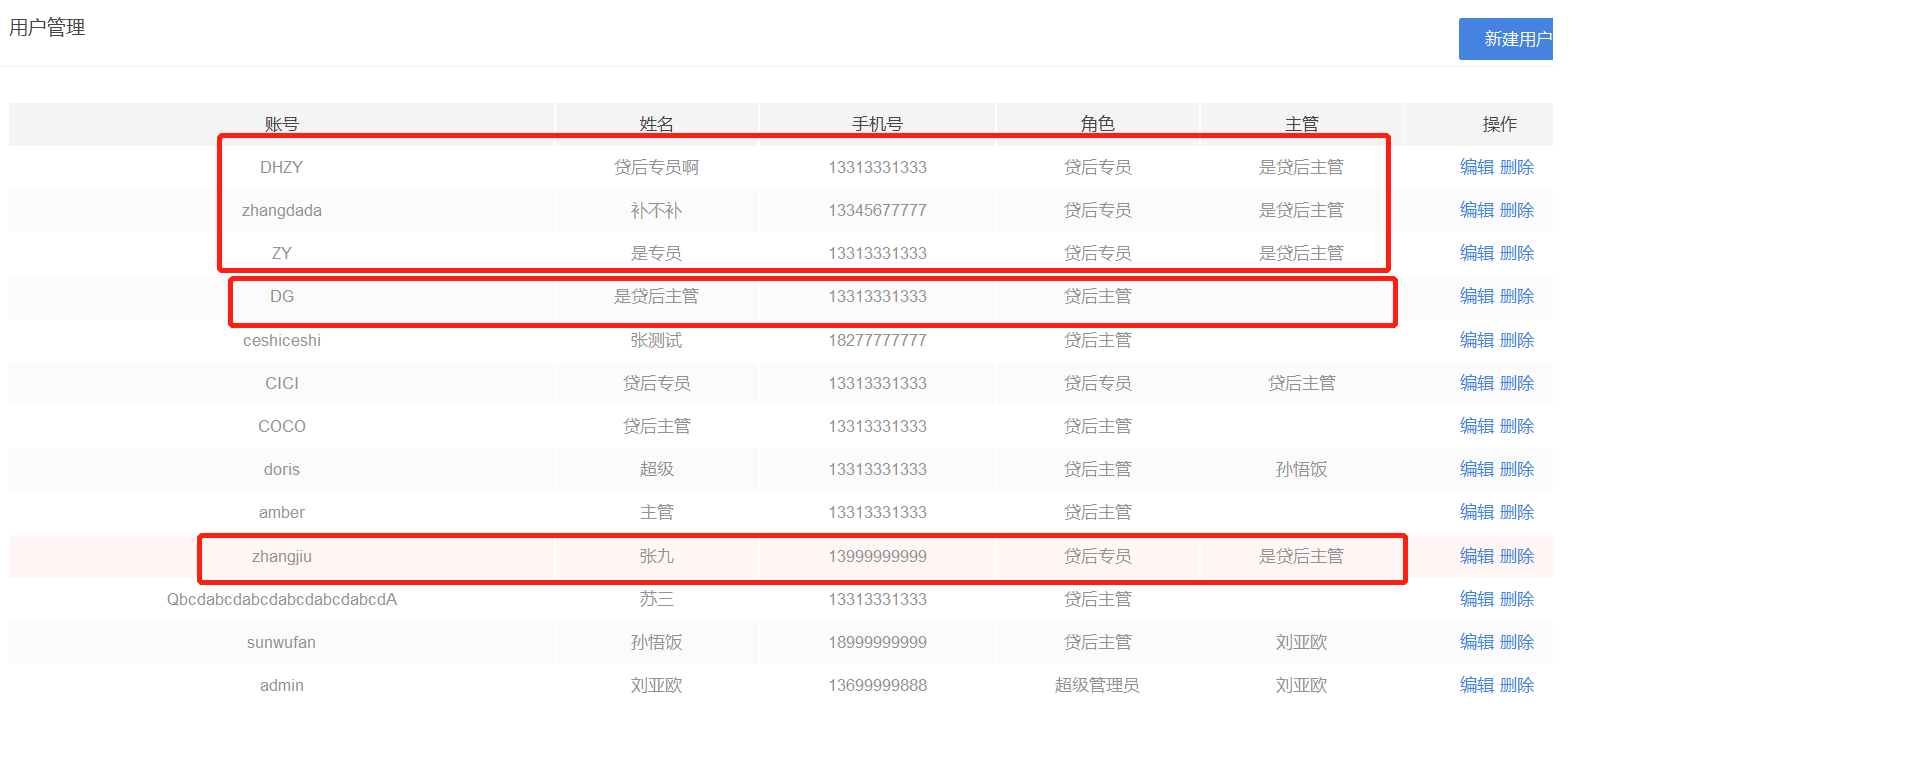 用户管理
新建用户
账号 姓名 手机号 角色 主管 操作
DHZY 贷后专员啊 13313331333 贷后专员 是贷后主管 编辑 删除
zhangdada 补不补 13345677777 贷后专员 是贷后主管 编辑 删除
ZY 是专员 13313331333 贷后专员 是贷后主管 编辑 删除
DG 是贷后主管 13313331333 贷后主管 编辑 删除
ceshiceshi 张测试 18277777777 贷后主管 编辑 删除
CICI 贷后专员 13313331333 贷后专员 贷后主管 编辑 删除
COCO 贷后主管 13313331333 贷后主管 编辑 删除
doris 超级 13313331333 贷后主管 孙悟饭 编辑 删除
amber 主管 13313331333 贷后主管 编辑 删除
zhangjiu 张九 13999999999 贷后专员 是贷后主管 编辑 删除
QbcdabcdabcdabcdabcdabcdA 苏三 13313331333 贷后主管 编辑 删除
sunwufan 孙悟饭 18999999999 贷后主管 刘亚欧 编辑 删除
admin 刘亚欧 13699999888 超级管理员 刘亚欧 编辑 删除